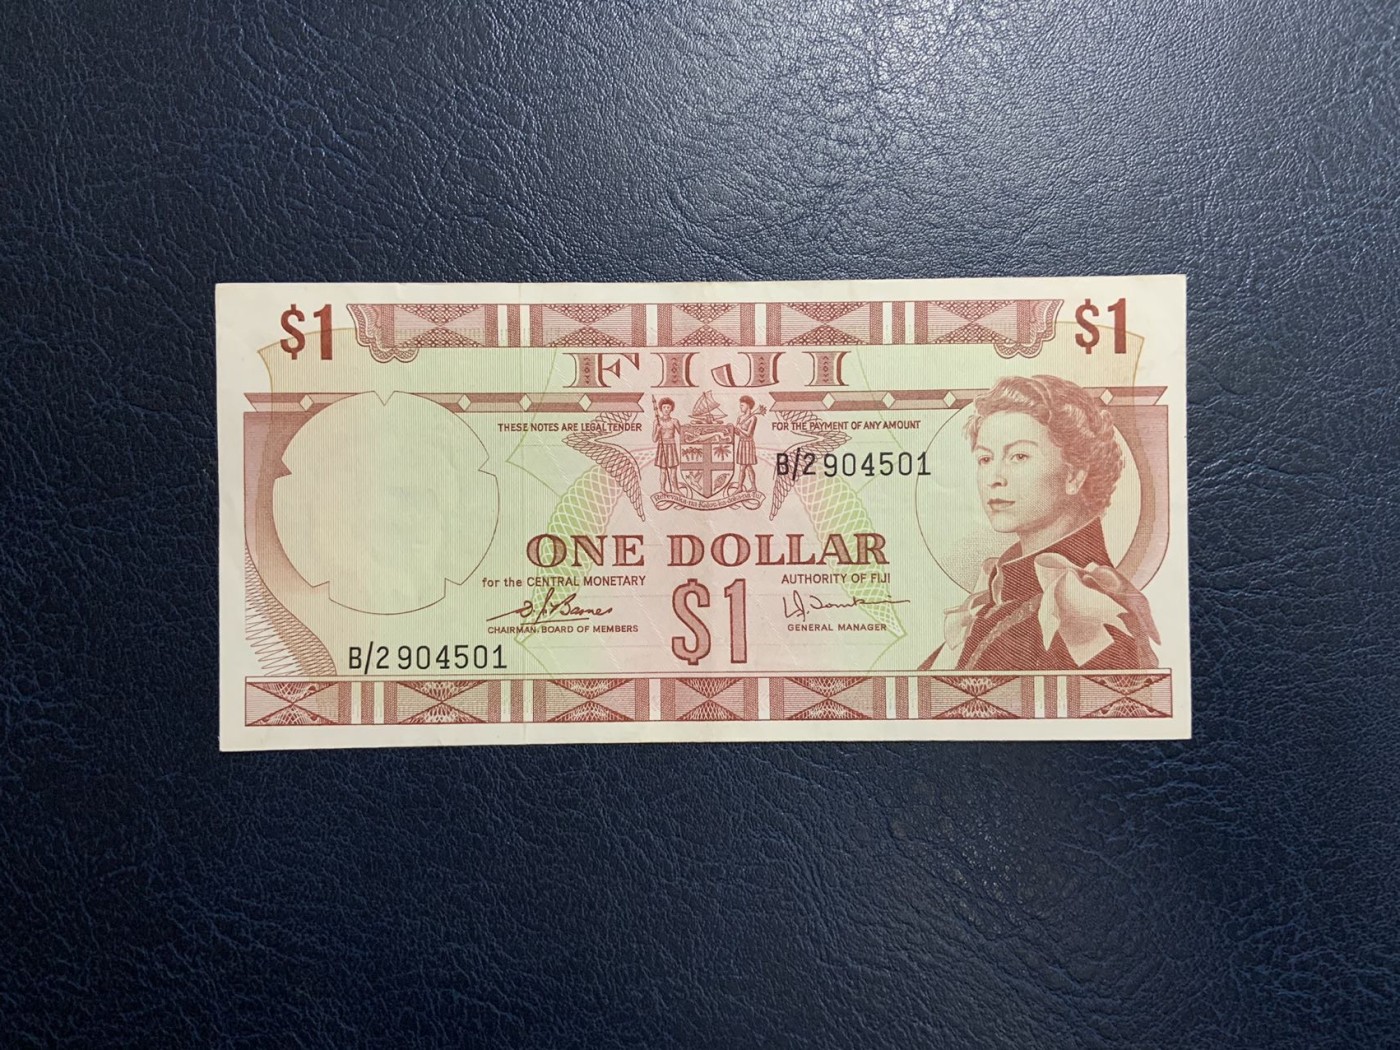 $1 $1
FIJI
THESE NOTES ARE LEGAL TENDER FOR THE PAYMENT OF ANY AMOUNT
B/2 904501
ONE DOLLAR
for the CENTRAL MONETARY AUTHORITY OF FIJI
$1
CHAIRMAN, BOARD OF MEMBERS GENERAL MANAGER
B/2 904501